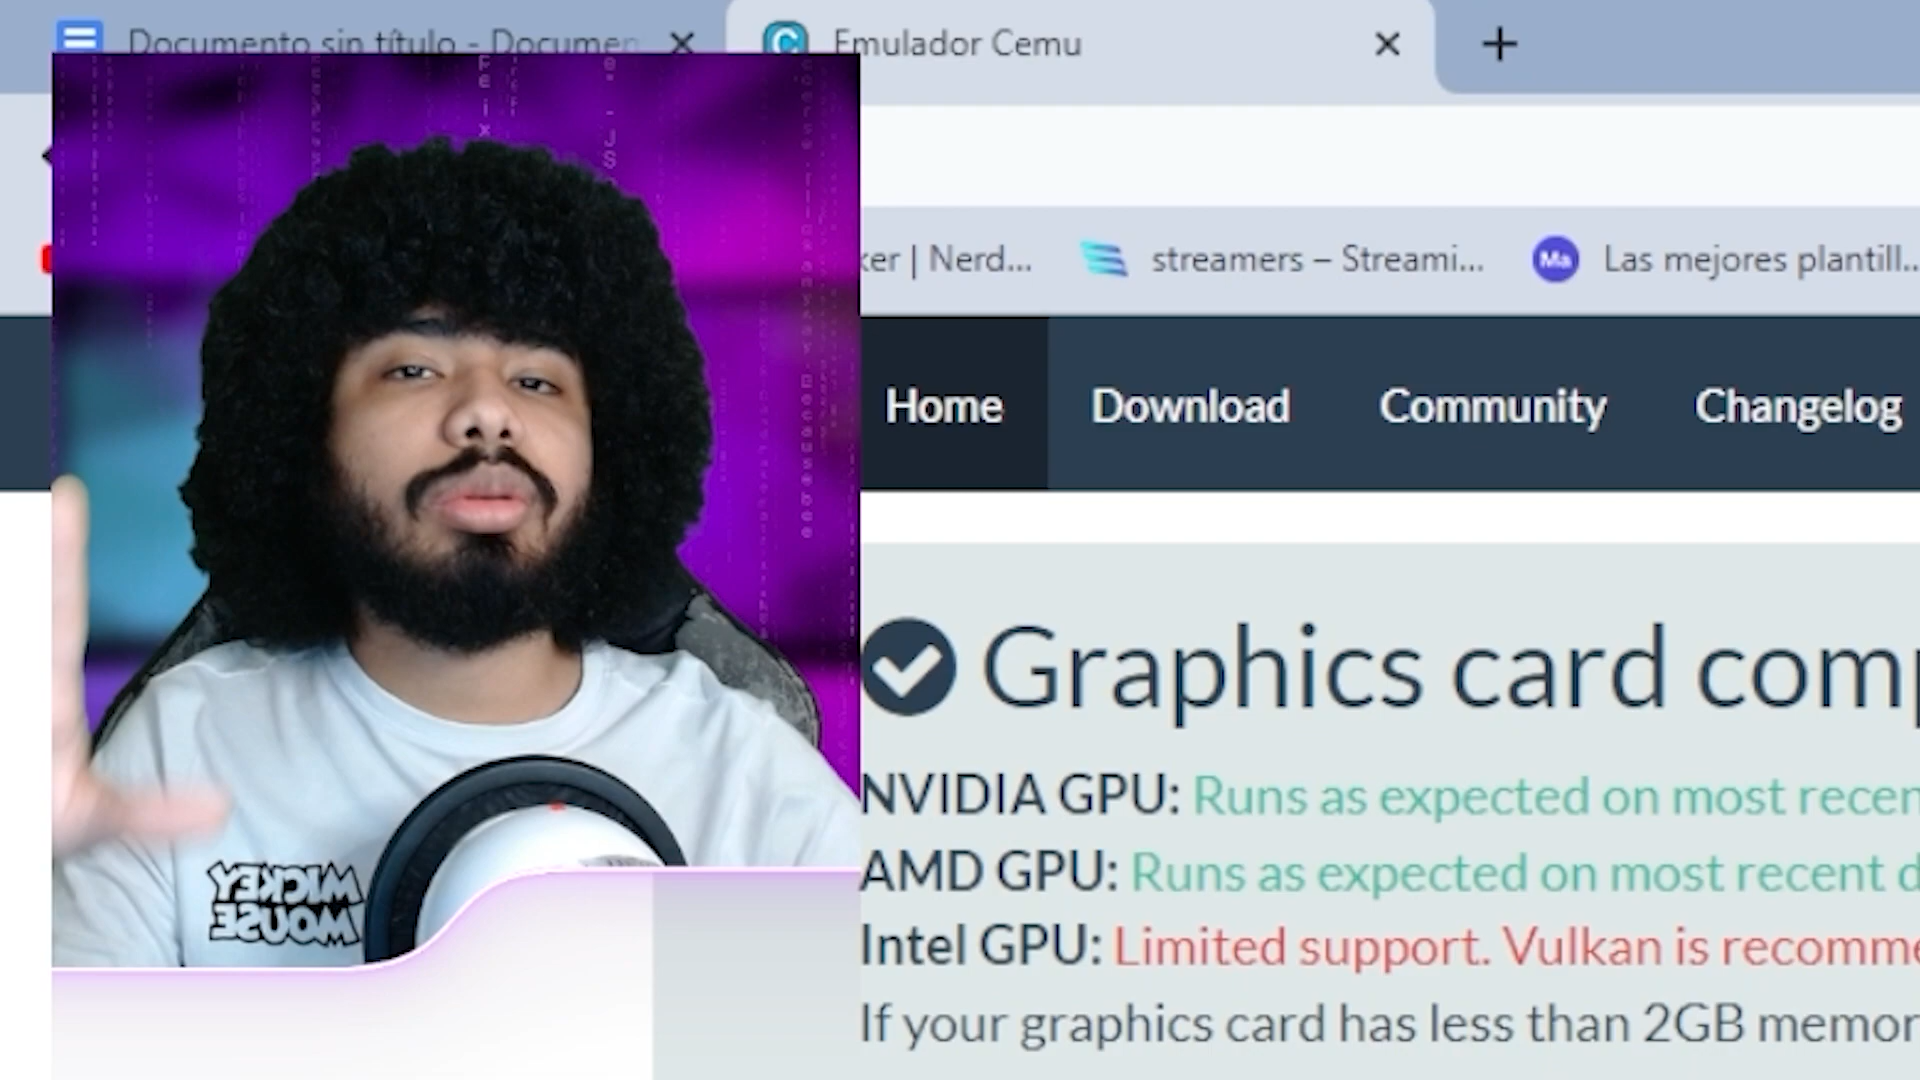 Documento sin título - Documen
Emulador Cemu
ker | Nerd...
streamers – Streami...
Ma
Las mejores plantill...
Home
Download
Community
Changelog
Graphics card comp
NVIDIA GPU: Runs as expected on most recen
AMD GPU: Runs as expected on most recent d
Intel GPU: Limited support. Vulkan is recomme
If your graphics card has less than 2GB memor
MICKEY
MOUSE